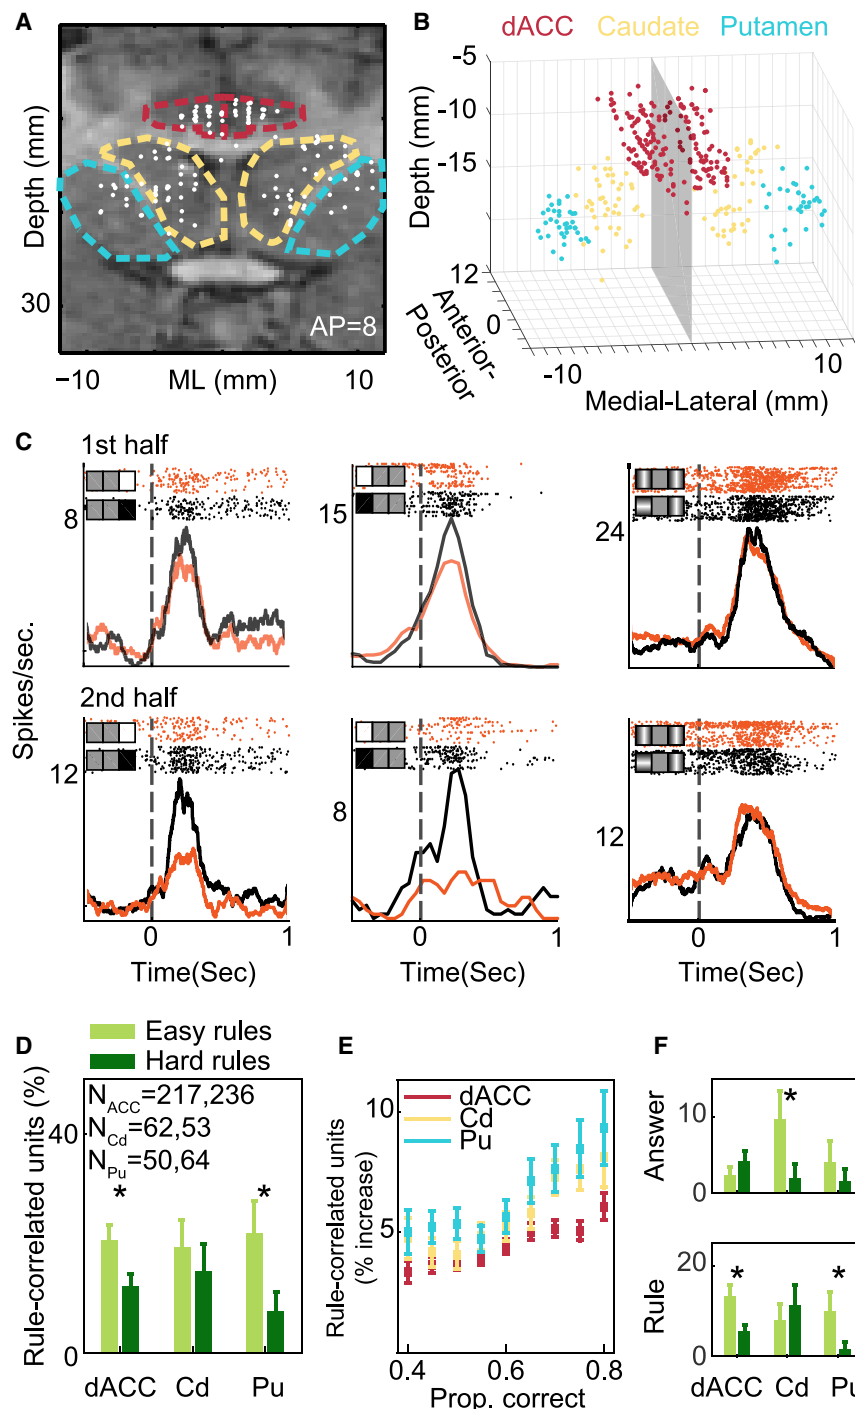 A
Depth (mm)
30
AP=8
−10
ML (mm)
10
B
dACC Caudate Putamen
-5
-10
-15
Depth (mm)
12
0
Anterior-
Posterior
-10
10
Medial-Lateral (mm)
C
1st half
8
15
24
Spikes/sec.
2nd half
12
8
12
0 1
0 1
0 1
Time(Sec)
Time(Sec)
Time(Sec)
D
Easy rules
Hard rules
Rule-correlated units (%)
40
0
N_ACC=217,236
N_Cd=62,53
N_Pu=50,64
* *
dACC Cd Pu
E
dACC
Cd
Pu
Rule-correlated units
(% increase)
10
5
0.4 0.6 0.8
Prop. correct
F
Answer
10
0
*
Rule
20
0
* *
dACC Cd Pu